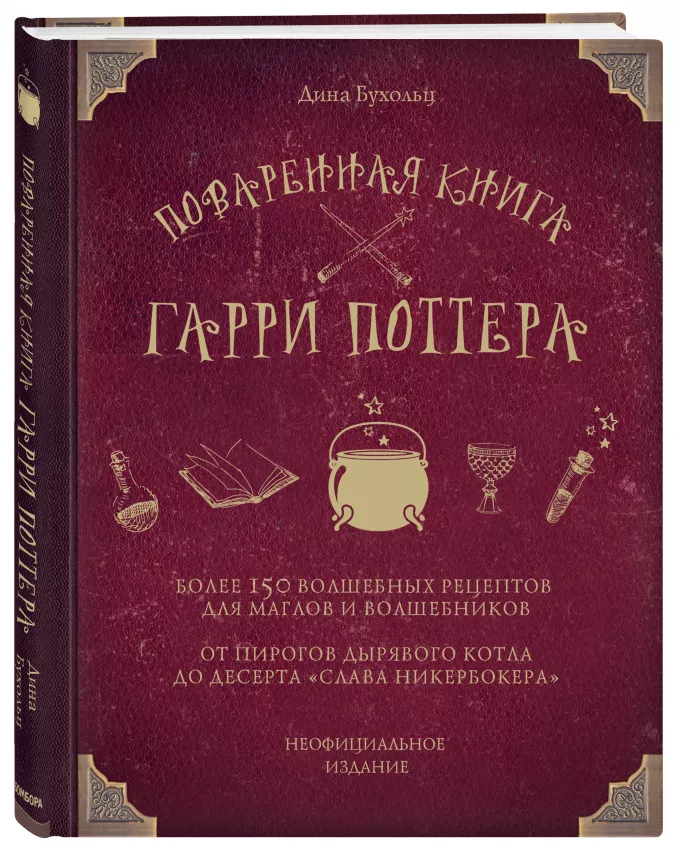 Дина Бухольц
ПОВАРЕННАЯ КНИГА
ГАРРИ ПОТТЕРА
БОЛЕЕ 150 ВОЛШЕБНЫХ РЕЦЕПТОВ
ДЛЯ МАГЛОВ И ВОЛШЕБНИКОВ
ОТ ПИРОГОВ ДЫРЯВОГО КОТЛА
ДО ДЕСЕРТА «СЛАВА НИКЕРБОКЕРА»
НЕОФИЦИАЛЬНОЕ
ИЗДАНИЕ
ПОВАРЕННАЯ КНИГА ГАРРИ ПОТТЕРА
Дина
Бухольц
БОМБОРА